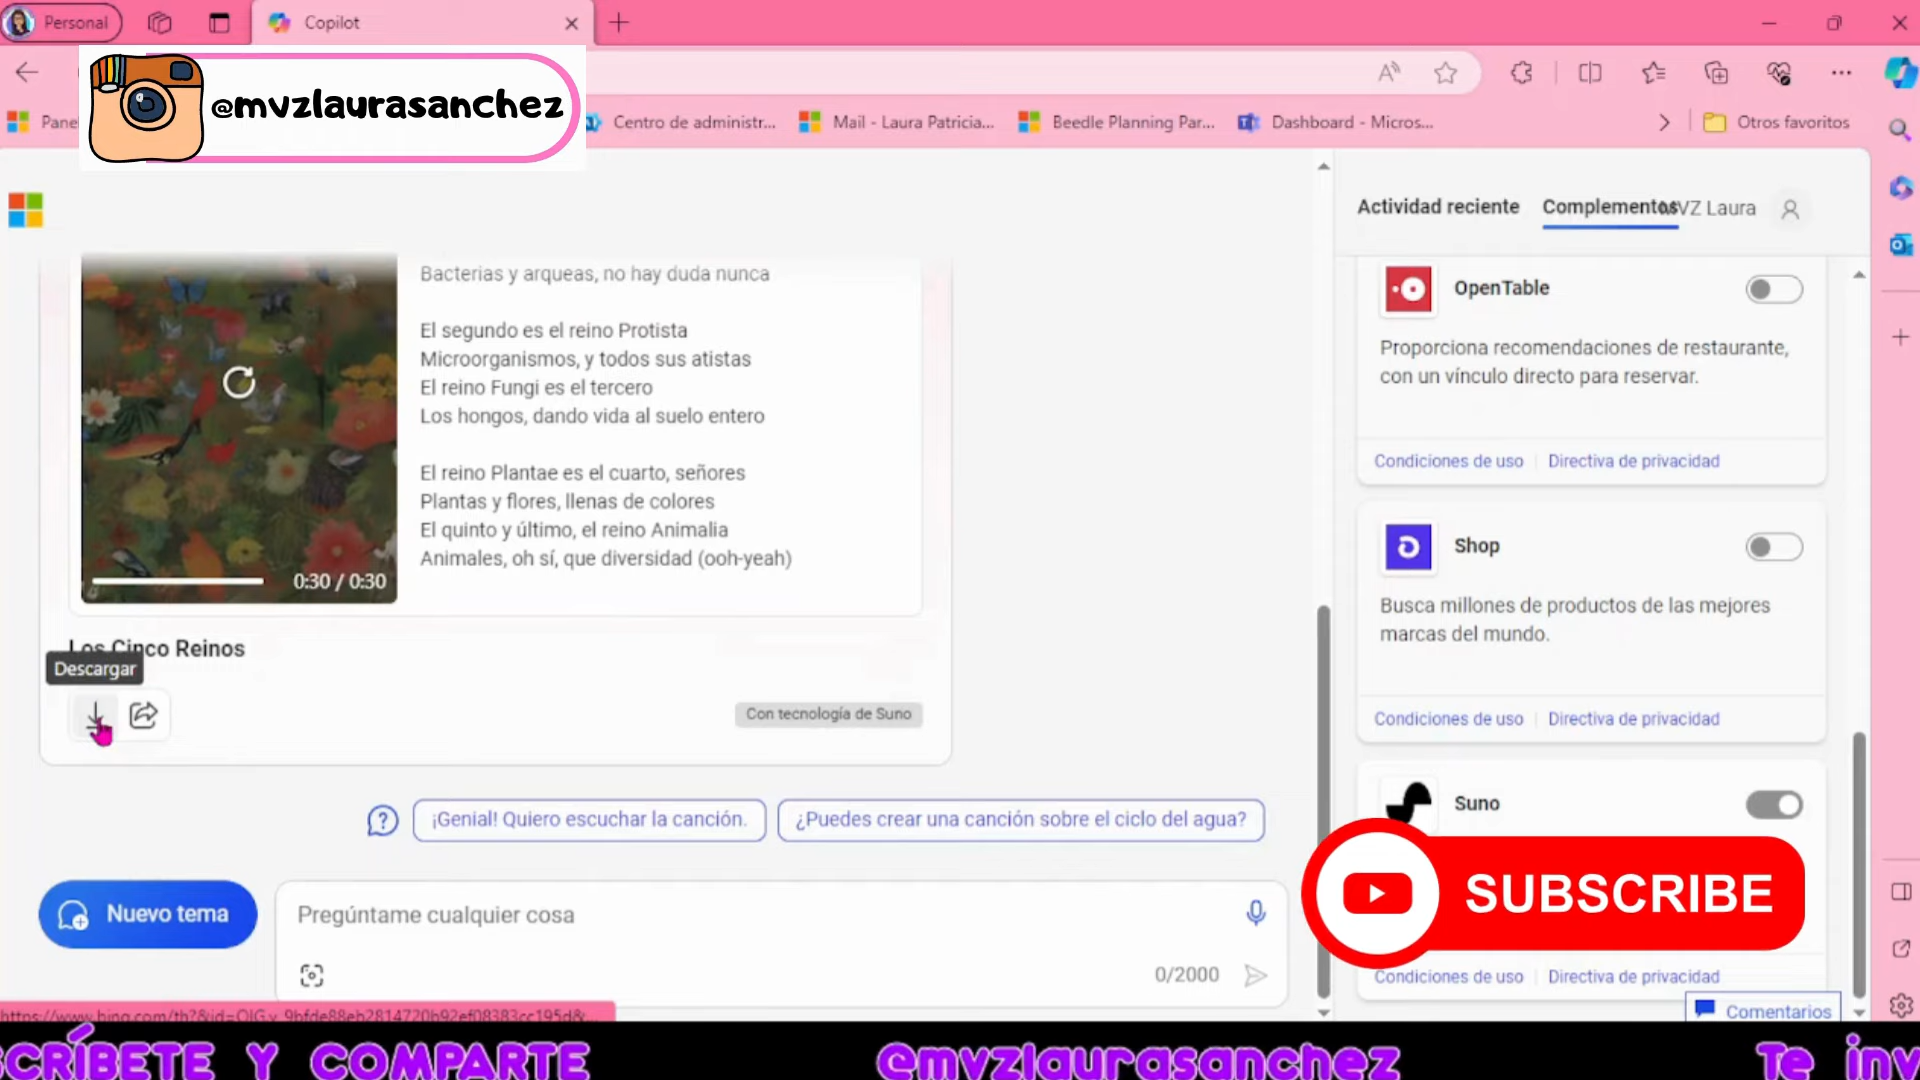 Personal
Copilot
@mvzlaurasanchez
Pane
Centro de administr...
Mail - Laura Patricia...
Beedle Planning Par...
Dashboard - Micros...
Otros favoritos
Actividad reciente
Complementos
MVZ Laura
Bacterias y arqueas, no hay duda nunca
El segundo es el reino Protista
Microorganismos, y todos sus atistas
El reino Fungi es el tercero
Los hongos, dando vida al suelo entero
El reino Plantae es el cuarto, señores
Plantas y flores, llenas de colores
El quinto y último, el reino Animalia
Animales, oh sí, que diversidad (ooh-yeah)
0:30 / 0:30
Los Cinco Reinos
Descargar
Con tecnología de Suno
OpenTable
Proporciona recomendaciones de restaurante,
con un vínculo directo para reservar.
Condiciones de uso
Directiva de privacidad
Shop
Busca millones de productos de las mejores
marcas del mundo.
Condiciones de uso
Directiva de privacidad
Suno
SUBSCRIBE
Condiciones de uso
Directiva de privacidad
Comentarios
¡Genial! Quiero escuchar la canción.
¿Puedes crear una canción sobre el ciclo del agua?
Nuevo tema
Pregúntame cualquier cosa
0/2000
SCRÍBETE Y COMPARTE
@mvzlaurasanchez
Te inv